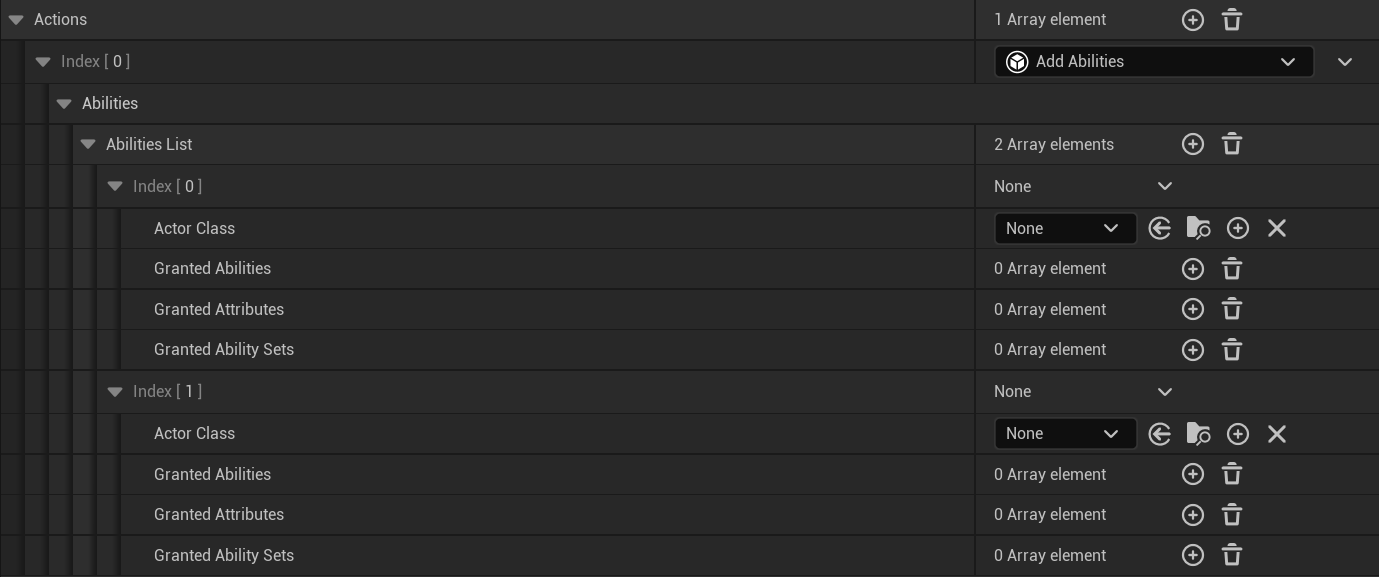 Actions 1 Array element
Index [ 0 ] Add Abilities
Abilities
Abilities List 2 Array elements
Index [ 0 ] None
Actor Class None
Granted Abilities 0 Array element
Granted Attributes 0 Array element
Granted Ability Sets 0 Array element
Index [ 1 ] None
Actor Class None
Granted Abilities 0 Array element
Granted Attributes 0 Array element
Granted Ability Sets 0 Array element